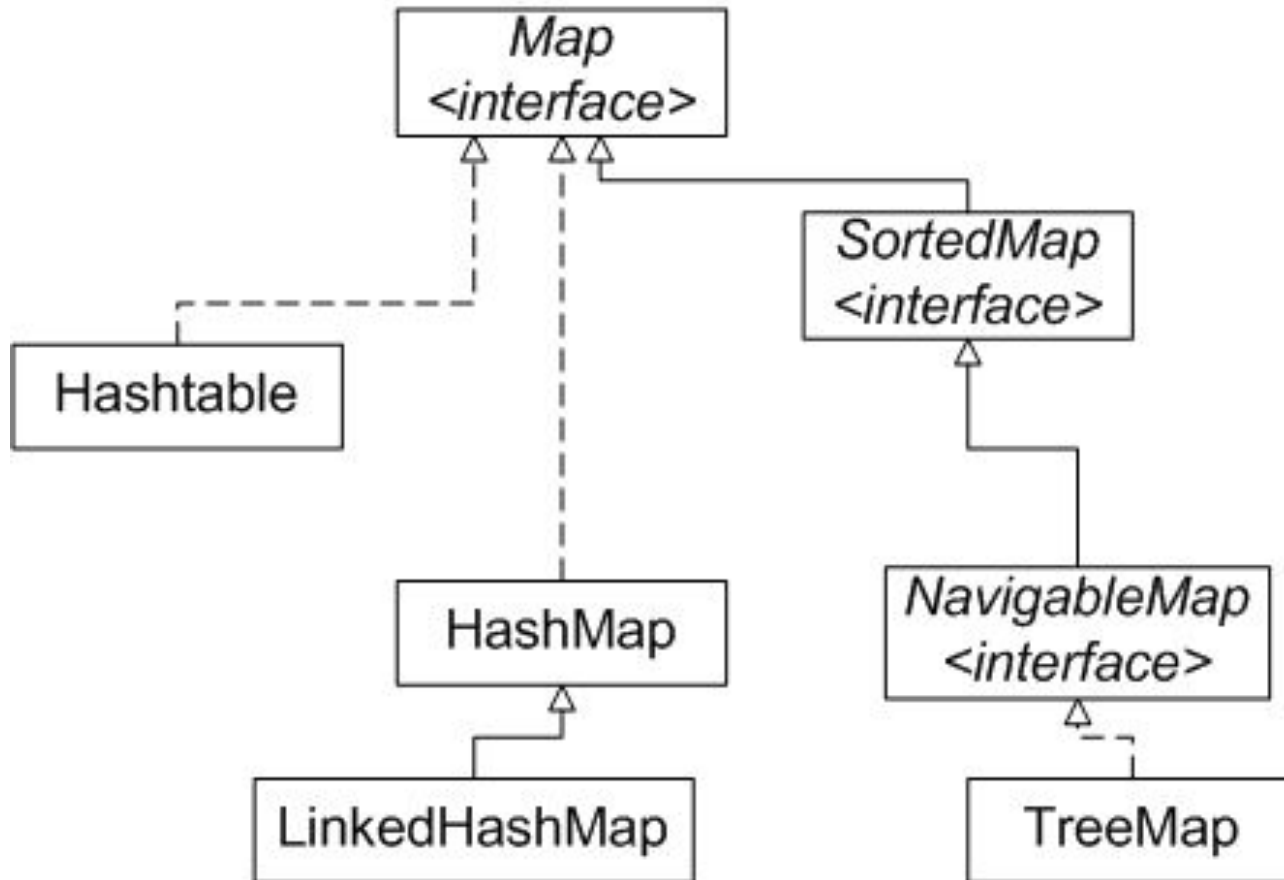 Map
<interface>
SortedMap
<interface>
Hashtable
HashMap
NavigableMap
<interface>
LinkedHashMap
TreeMap